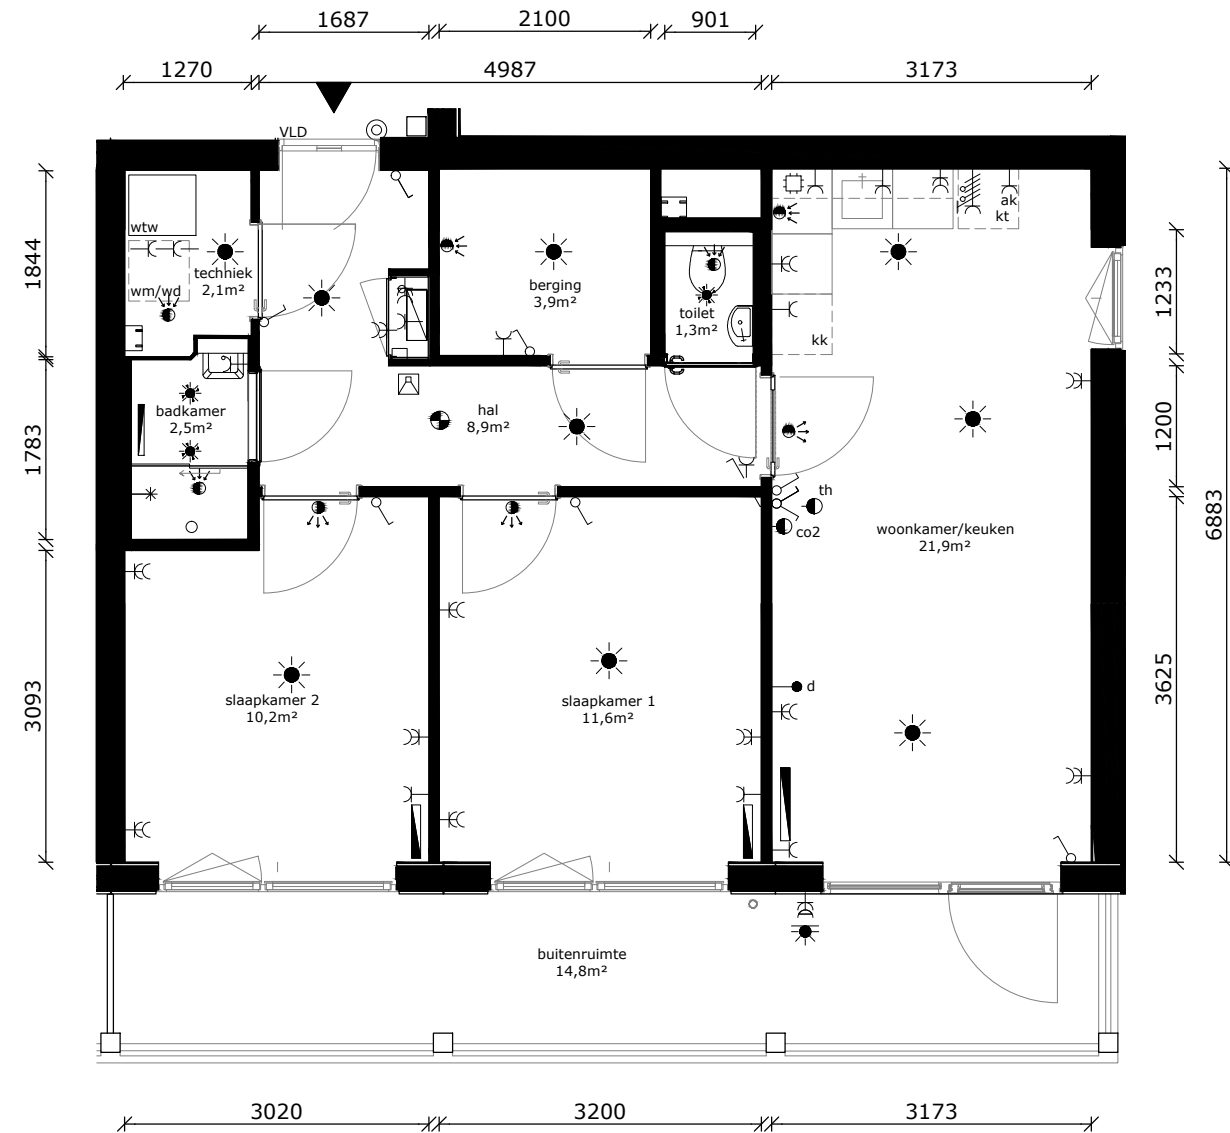 1687
2100
901
1270
4987
3173
VLD
wtw
techniek
2,1m²
wm/wd
berging
3,9m²
toilet
1,3m²
ak
kt
kk
1844
1233
badkamer
2,5m²
hal
8,9m²
1783
1200
th
co2
woonkamer/keuken
21,9m²
6883
slaapkamer 2
10,2m²
slaapkamer 1
11,6m²
d
3093
3625
buitenruimte
14,8m²
3020
3200
3173